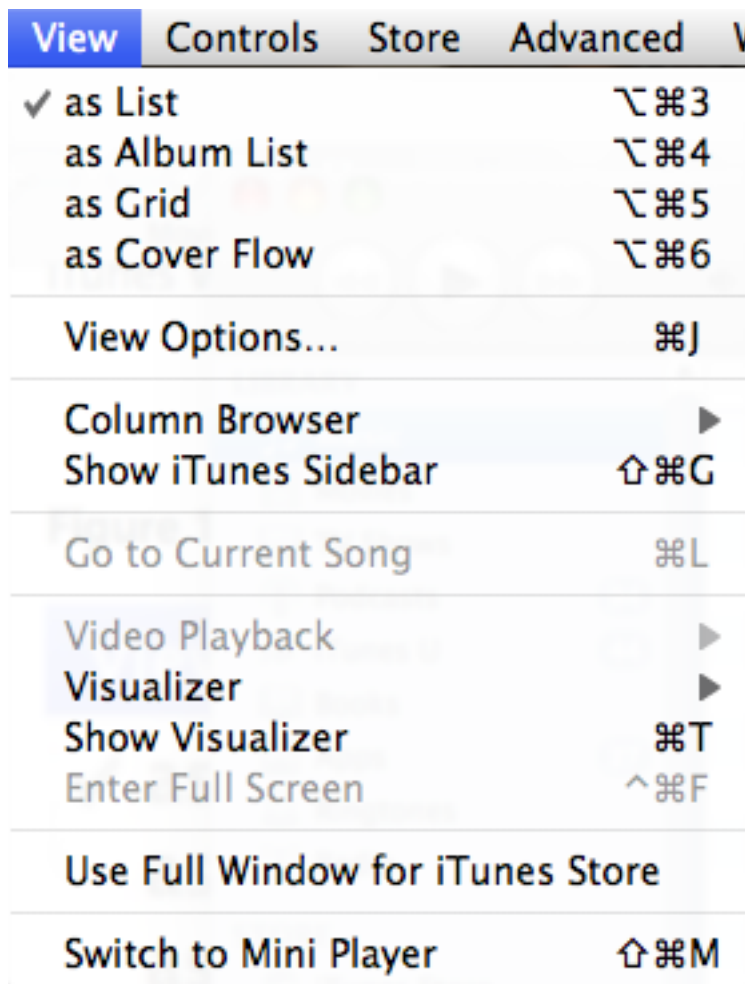 View Controls Store Advanced
✓ as List ⌥⌘3
as Album List ⌥⌘4
as Grid ⌥⌘5
as Cover Flow ⌥⌘6
View Options... ⌘J
Column Browser ▶
Show iTunes Sidebar ⇧⌘G
Go to Current Song ⌘L
Video Playback ▶
Visualizer ▶
Show Visualizer ⌘T
Enter Full Screen ^⌘F
Use Full Window for iTunes Store
Switch to Mini Player ⇧⌘M